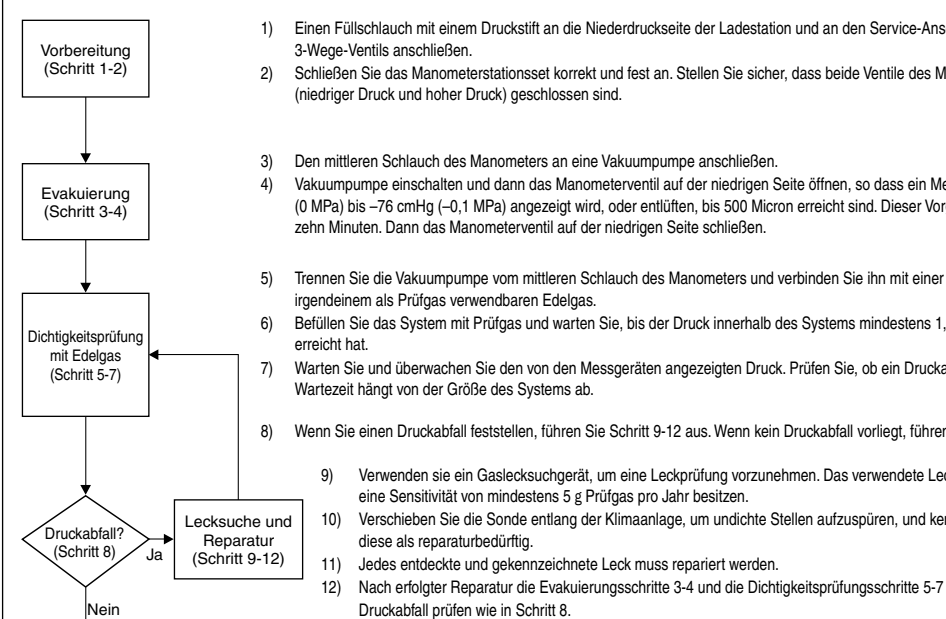 Vorbereitung
(Schritt 1-2)
1) Einen Füllschlauch mit einem Druckstift an die Niederdruckseite der Ladestation und an den
3-Wege-Ventils anschließen.
2) Schließen Sie das Manometerstationsset korrekt und fest an. Stellen Sie sicher, dass beide Ventile des
(niedriger Druck und hoher Druck) geschlossen sind.
Evakuierung
(Schritt 3-4)
3) Den mittleren Schlauch des Manometers an eine Vakuumpumpe anschließen.
4) Vakuumpumpe einschalten und dann das Manometerventil auf der niedrigen Seite öffnen, so dass ein
(0 MPa) bis –76 cmHg (–0,1 MPa) angezeigt wird, oder entlüften, bis 500 Micron erreicht sind. Dieser
zehn Minuten. Dann das Manometerventil auf der niedrigen Seite schließen.
Dichtigkeitsprüfung
mit Edelgas
(Schritt 5-7)
5) Trennen Sie die Vakuumpumpe vom mittleren Schlauch des Manometers und verbinden Sie ihn mit einer
irgendeinem als Prüfgas verwendbaren Edelgas.
6) Befüllen Sie das System mit Prüfgas und warten Sie, bis der Druck innerhalb des Systems mindestens 1,
erreicht hat.
7) Warten Sie und überwachen Sie den von den Messgeräten angezeigten Druck. Prüfen Sie, ob ein
Wartezeit hängt von der Größe des Systems ab.
8) Wenn Sie einen Druckabfall feststellen, führen Sie Schritt 9-12 aus. Wenn kein Druckabfall vorliegt,
Druckabfall?
(Schritt 8)
Ja
Nein
Lecksuche und
Reparatur
(Schritt 9-12)
9) Verwenden sie ein Gaslecksuchgerät, um eine Leckprüfung vorzunehmen. Das verwendete
eine Sensitivität von mindestens 5 g Prüfgas pro Jahr besitzen.
10) Verschieben Sie die Sonde entlang der Klimaanlage, um undichte Stellen aufzuspüren, und
diese als reparaturbedürftig.
11) Jedes entdeckte und gekennzeichnete Leck muss repariert werden.
12) Nach erfolgter Reparatur die Evakuierungsschritte 3-4 und die Dichtigkeitsprüfungsschritte 5-7
Druckabfall prüfen wie in Schritt 8.